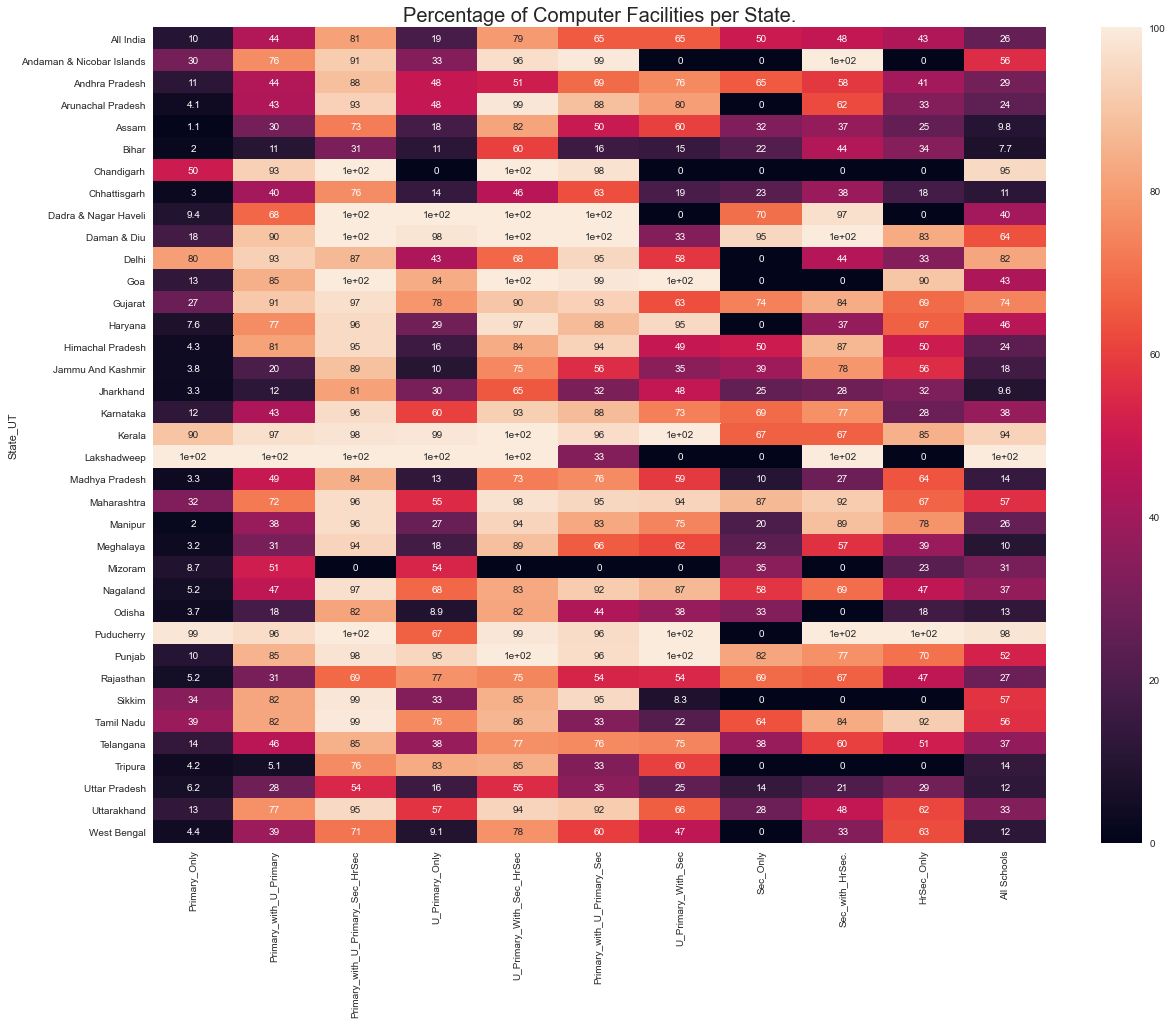 Percentage of Computer Facilities per State.
All India 10 44 81 19 79 65 65 50 48 43 26
Andaman & Nicobar Islands 30 76 91 33 96 99 0 0 1e+02 0 56
Andhra Pradesh 11 44 88 48 51 69 76 65 58 41 29
Arunachal Pradesh 4.1 43 93 48 99 88 80 0 62 33 24
Assam 1.1 30 73 18 82 50 60 32 37 25 9.8
Bihar 2 11 31 11 60 16 15 22 44 34 7.7
Chandigarh 50 93 1e+02 0 1e+02 98 0 0 0 0 95
Chhattisgarh 3 40 76 14 46 63 19 23 38 18 11
Dadra & Nagar Haveli 9.4 68 1e+02 1e+02 1e+02 1e+02 0 70 97 0 40
Daman & Diu 18 90 1e+02 98 1e+02 1e+02 33 95 1e+02 83 64
Delhi 80 93 87 43 68 95 58 0 44 33 82
Goa 13 85 1e+02 84 1e+02 99 1e+02 0 0 90 43
Gujarat 27 91 97 78 90 93 63 74 84 69 74
Haryana 7.6 77 96 29 97 88 95 0 37 67 46
Himachal Pradesh 4.3 81 95 16 84 94 49 50 87 50 24
Jammu And Kashmir 3.8 20 89 10 75 56 35 39 78 56 18
Jharkhand 3.3 12 81 30 65 32 48 25 28 32 9.6
Karnataka 12 43 96 60 93 88 73 69 77 28 38
Kerala 90 97 98 99 1e+02 96 1e+02 67 67 85 94
Lakshadweep 1e+02 1e+02 1e+02 1e+02 1e+02 33 0 0 1e+02 0 1e+02
Madhya Pradesh 3.3 49 84 13 73 76 59 10 27 64 14
Maharashtra 32 72 96 55 98 95 94 87 92 67 57
Manipur 2 38 96 27 94 83 75 20 89 78 26
Meghalaya 3.2 31 94 18 89 66 62 23 57 39 10
Mizoram 8.7 51 0 54 0 0 0 35 0 23 31
Nagaland 5.2 47 97 68 83 92 87 58 69 47 37
Odisha 3.7 18 82 8.9 82 44 38 33 0 18 13
Puducherry 99 96 1e+02 67 99 96 1e+02 0 1e+02 1e+02 98
Punjab 10 85 98 95 1e+02 96 1e+02 82 77 70 52
Rajasthan 5.2 31 69 77 75 54 54 69 67 47 27
Sikkim 34 82 99 33 85 95 8.3 0 0 0 57
Tamil Nadu 39 82 99 76 86 33 22 64 84 92 56
Telangana 14 46 85 38 77 76 75 38 60 51 37
Tripura 4.2 5.1 76 83 85 33 60 0 0 0 14
Uttar Pradesh 6.2 28 54 16 55 35 25 14 21 29 12
Uttarakhand 13 77 95 57 94 92 66 28 48 62 33
West Bengal 4.4 39 71 9.1 78 60 47 0 33 63 12
State_UT
Primary_Only
Primary_with_U_Primary
Primary_with_U_Primary_Sec_HrSec
U_Primary_Only
U_Primary_With_Sec_HrSec
Primary_with_U_Primary_Sec
U_Primary_With_Sec
Sec_Only
Sec_with_HrSec.
HrSec_Only
All Schools
100
80
60
40
20
0